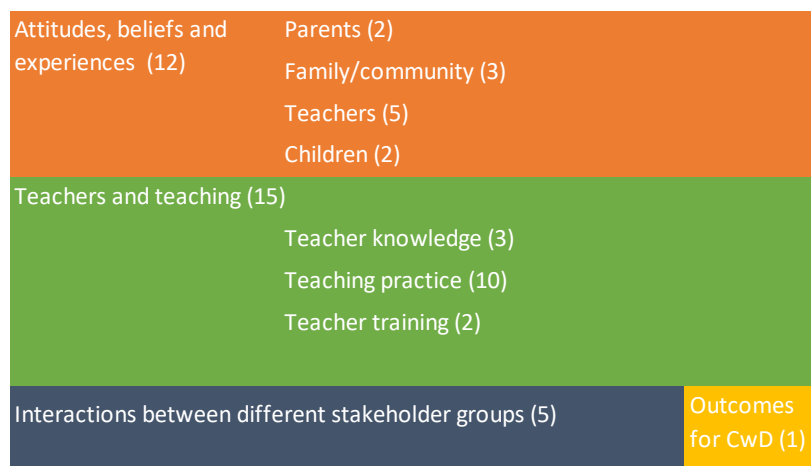 Attitudes, beliefs and
experiences (12)
Parents (2)
Family/community (3)
Teachers (5)
Children (2)
Teachers and teaching (15)
Teacher knowledge (3)
Teaching practice (10)
Teacher training (2)
Interactions between different stakeholder groups (5)
Outcomes
for CwD (1)